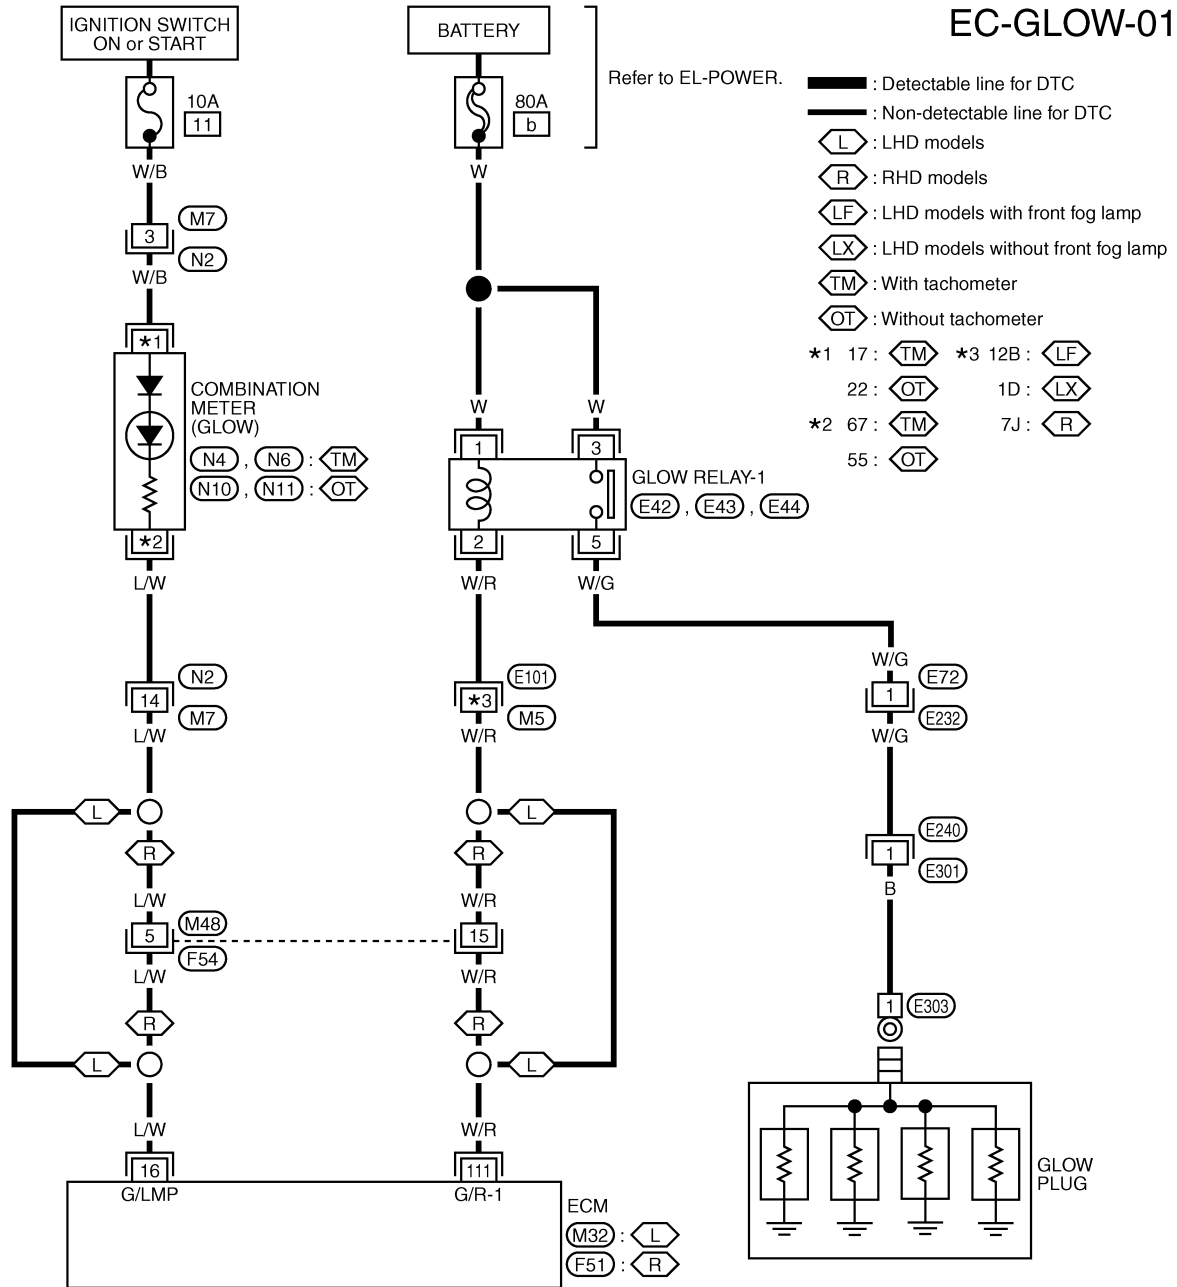 EC-GLOW-01
IGNITION SWITCH
ON or START
BATTERY
Refer to EL-POWER.
10A
11
80A
b
: Detectable line for DTC
: Non-detectable line for DTC
L : LHD models
R : RHD models
LF : LHD models with front fog lamp
LX : LHD models without front fog lamp
TM : With tachometer
OT : Without tachometer
*1 17 : TM *3 12B : LF
22 : OT 1D : LX
*2 67 : TM 7J : R
55 : OT
W/B
W
3
M7
N2
W/B
*1
COMBINATION
METER
(GLOW)
N4 , N6 : TM
N10 , N11 : OT
*2
W
W
1
3
GLOW RELAY-1
E42 , E43 , E44
2
5
L/W
W/R
W/G
W/G
14
N2
M7
*3
E101
M5
1
E72
E232
L/W
W/R
W/G
L
L
R
R
1
E240
E301
B
L/W
W/R
5
M48
F54
15
L/W
W/R
R
R
1
E303
L
L
L/W
W/R
16
111
G/LMP
G/R-1
ECM
M32 : L
F51 : R
GLOW
PLUG